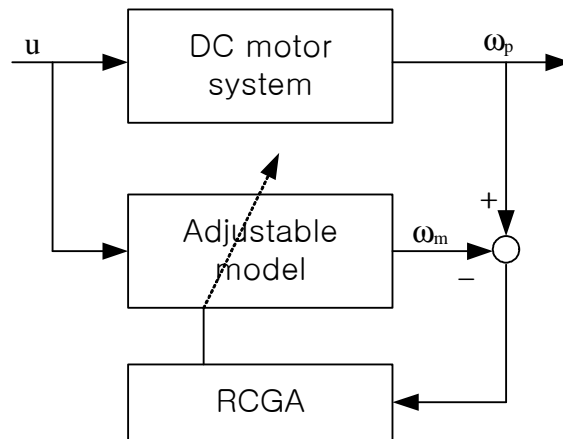 u
DC motor
system
ωp
+
Adjustable
model
ωm
−
RCGA